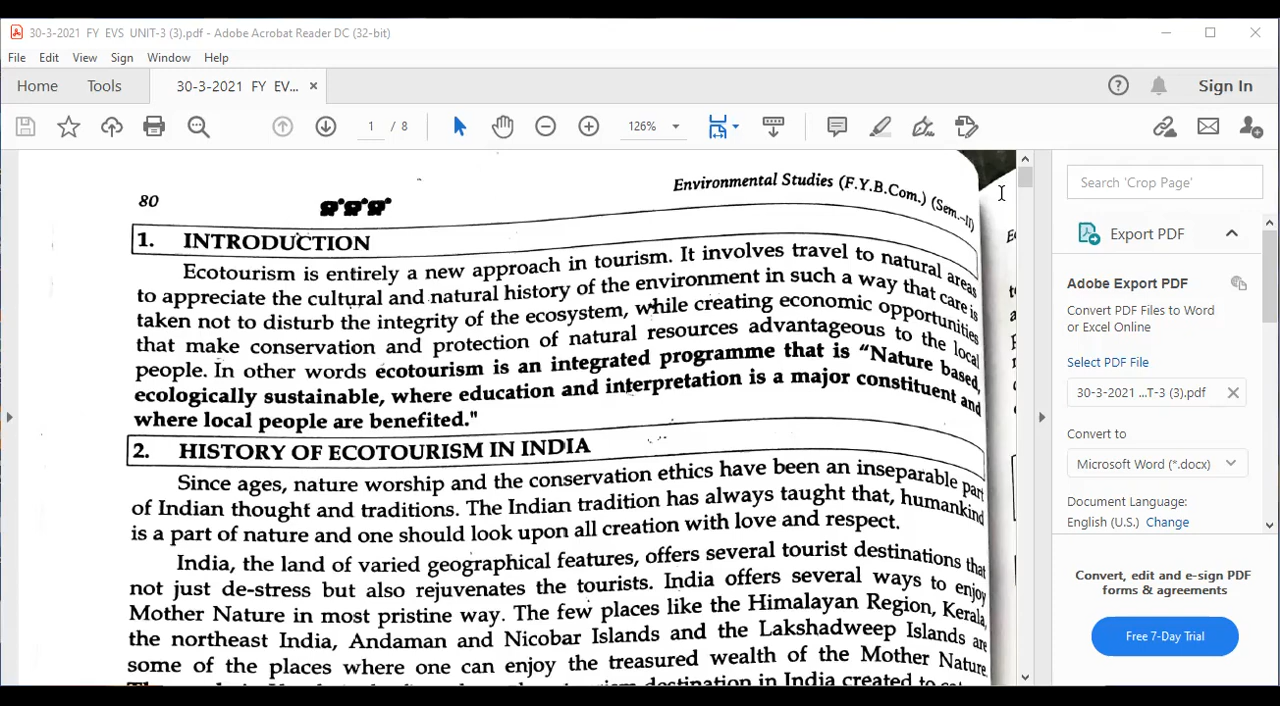 30-3-2021 FY EVS UNIT-3 (3).pdf - Adobe Acrobat Reader DC (32-bit)
File Edit View Sign Window Help
Home Tools 30-3-2021 FY EV... Sign In
1 / 8 126%
80 Environmental Studies (F.Y.B.Com.) (Sem.-II)
1. INTRODUCTION
Ecotourism is entirely a new approach in tourism. It involves travel to natural areas
to appreciate the cultural and natural history of the environment in such a way that care is
taken not to disturb the integrity of the ecosystem, while creating economic opportunities
that make conservation and protection of natural resources advantageous to the local
people. In other words ecotourism is an integrated programme that is “Nature based,
ecologically sustainable, where education and interpretation is a major constituent and
where local people are benefited."
2. HISTORY OF ECOTOURISM IN INDIA
Since ages, nature worship and the conservation ethics have been an inseparable part
of Indian thought and traditions. The Indian tradition has always taught that, humankind
is a part of nature and one should look upon all creation with love and respect.
India, the land of varied geographical features, offers several tourist destinations that
not just de-stress but also rejuvenates the tourists. India offers several ways to enjoy
Mother Nature in most pristine way. The few places like the Himalayan Region, Kerala,
the northeast India, Andaman and Nicobar Islands and the Lakshadweep Islands are
some of the places where one can enjoy the treasured wealth of the Mother Nature
destination in India created to
Search 'Crop Page'
Export PDF
Adobe Export PDF
Convert PDF Files to Word
or Excel Online
Select PDF File
30-3-2021 ...T-3 (3).pdf
Convert to
Microsoft Word (*.docx)
Document Language:
English (U.S.) Change
Convert, edit and e-sign PDF
forms & agreements
Free 7-Day Trial